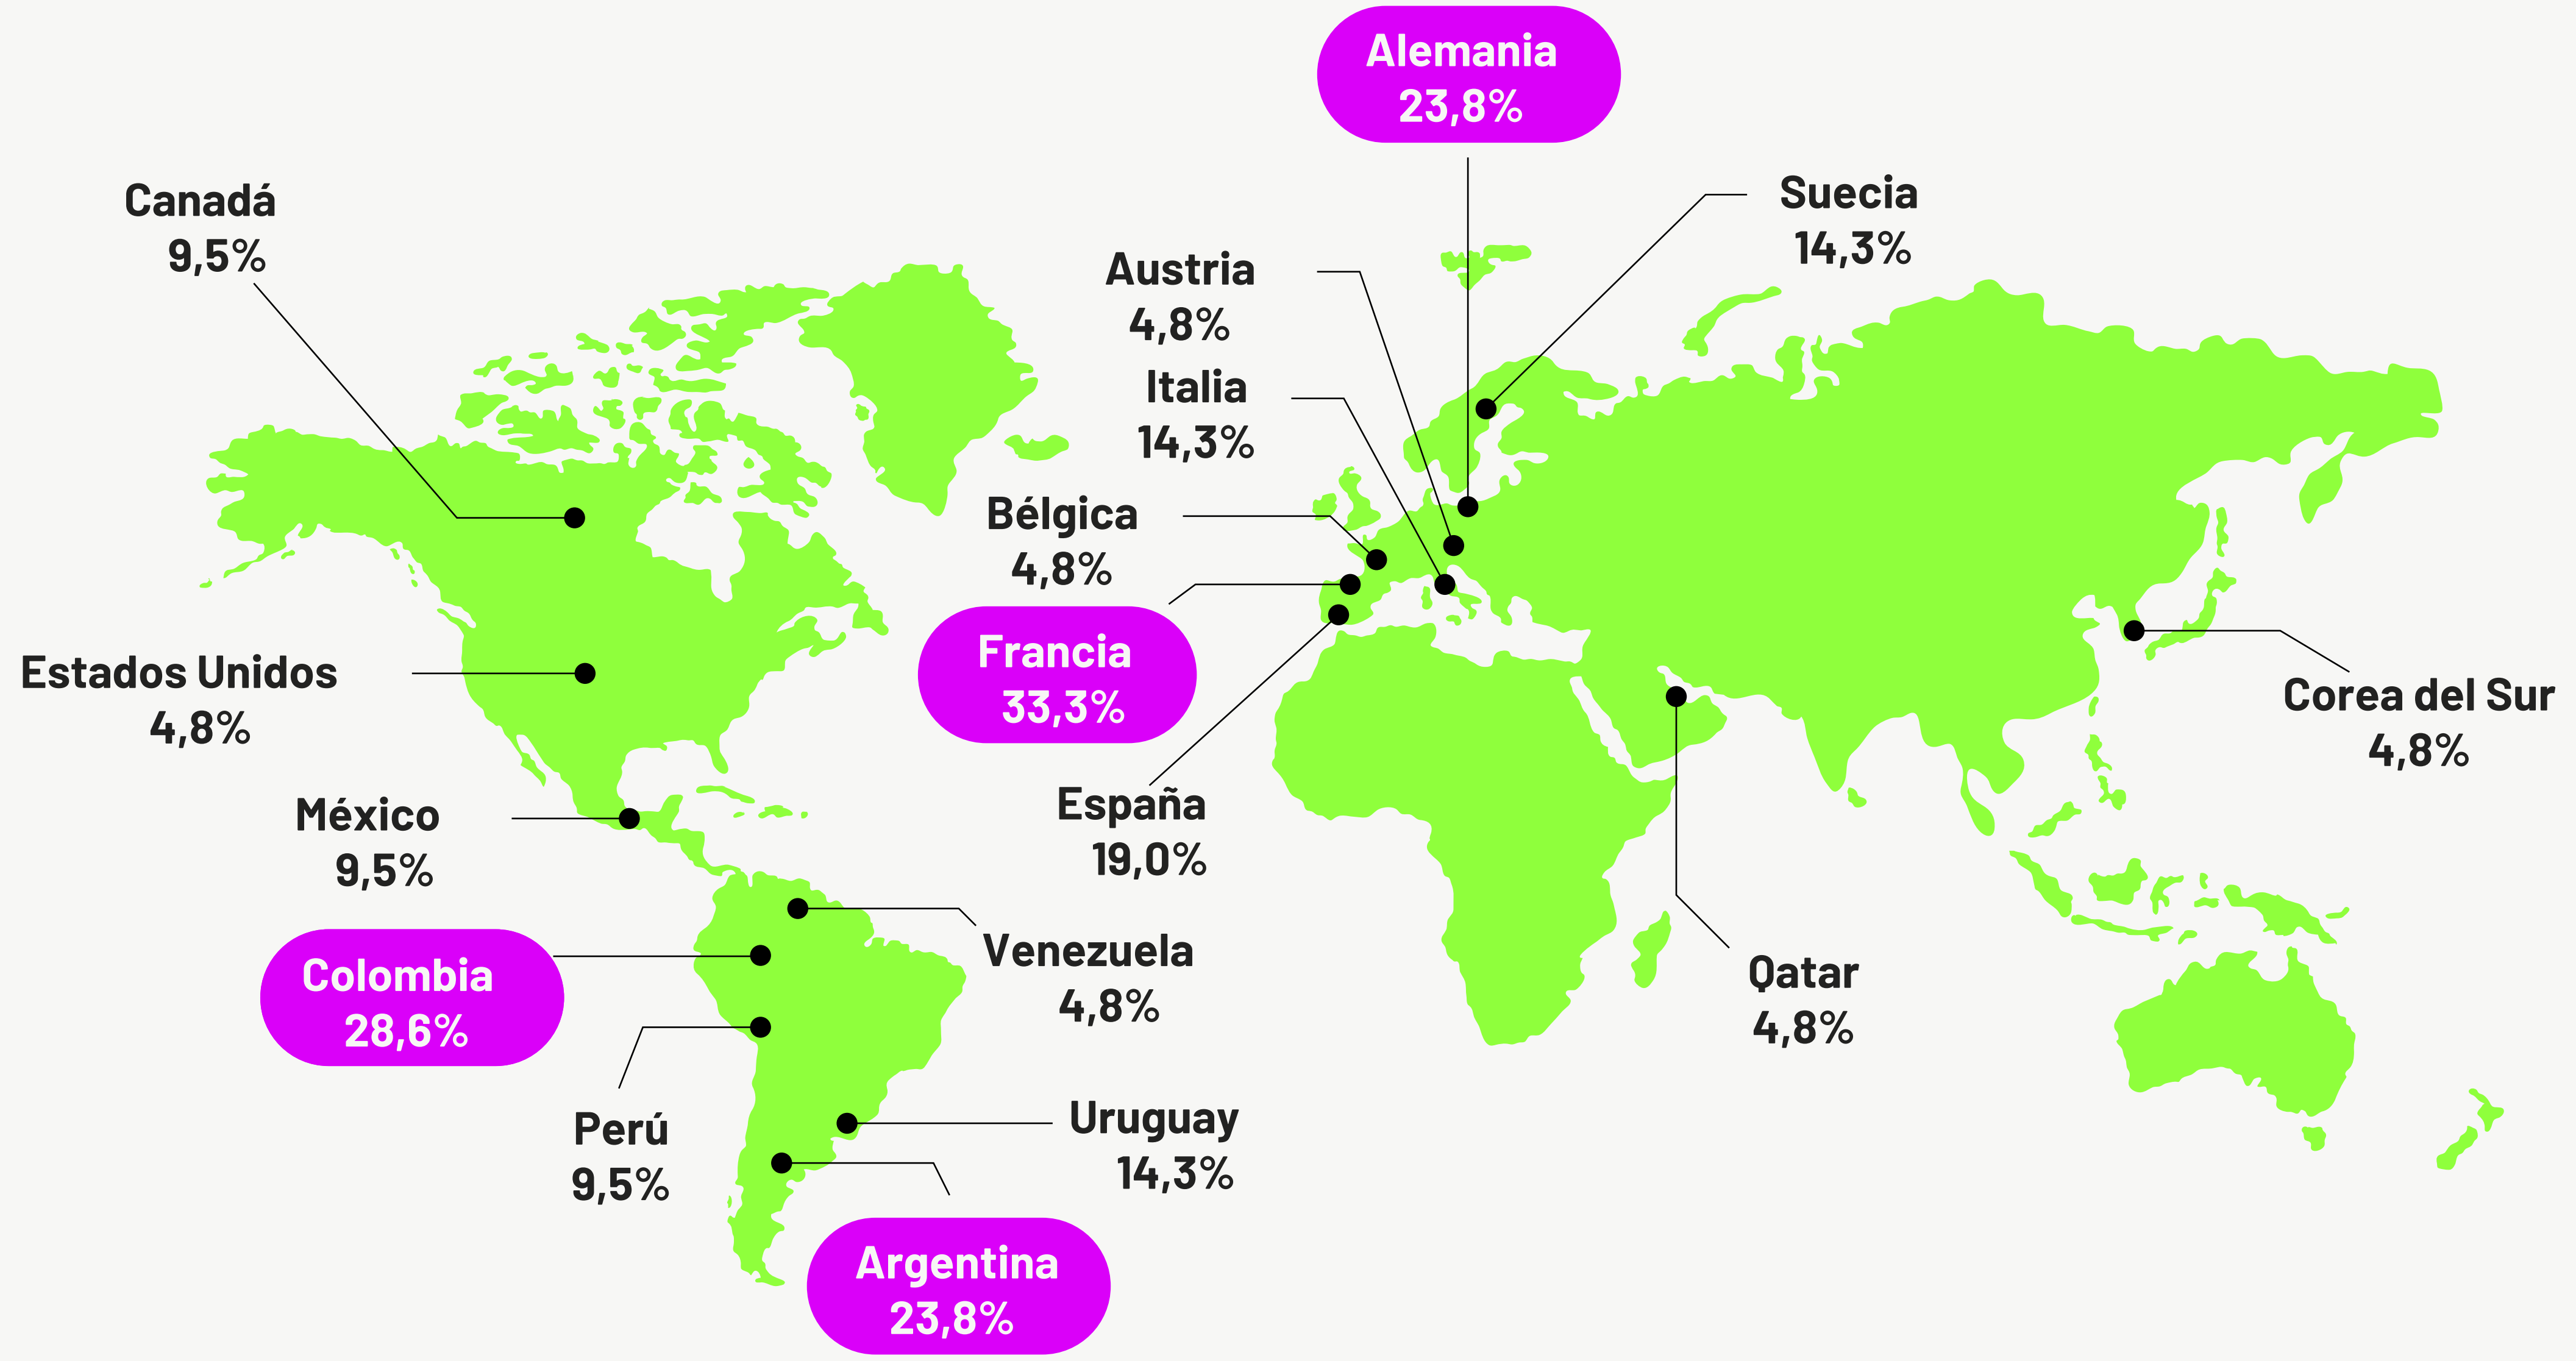 Alemania
23,8%
Canadá
9,5%
Suecia
14,3%
Austria
4,8%
Italia
14,3%
Bélgica
4,8%
Francia
33,3%
Estados Unidos
4,8%
Corea del Sur
4,8%
México
9,5%
España
19,0%
Venezuela
4,8%
Colombia
28,6%
Qatar
4,8%
Perú
9,5%
Uruguay
14,3%
Argentina
23,8%